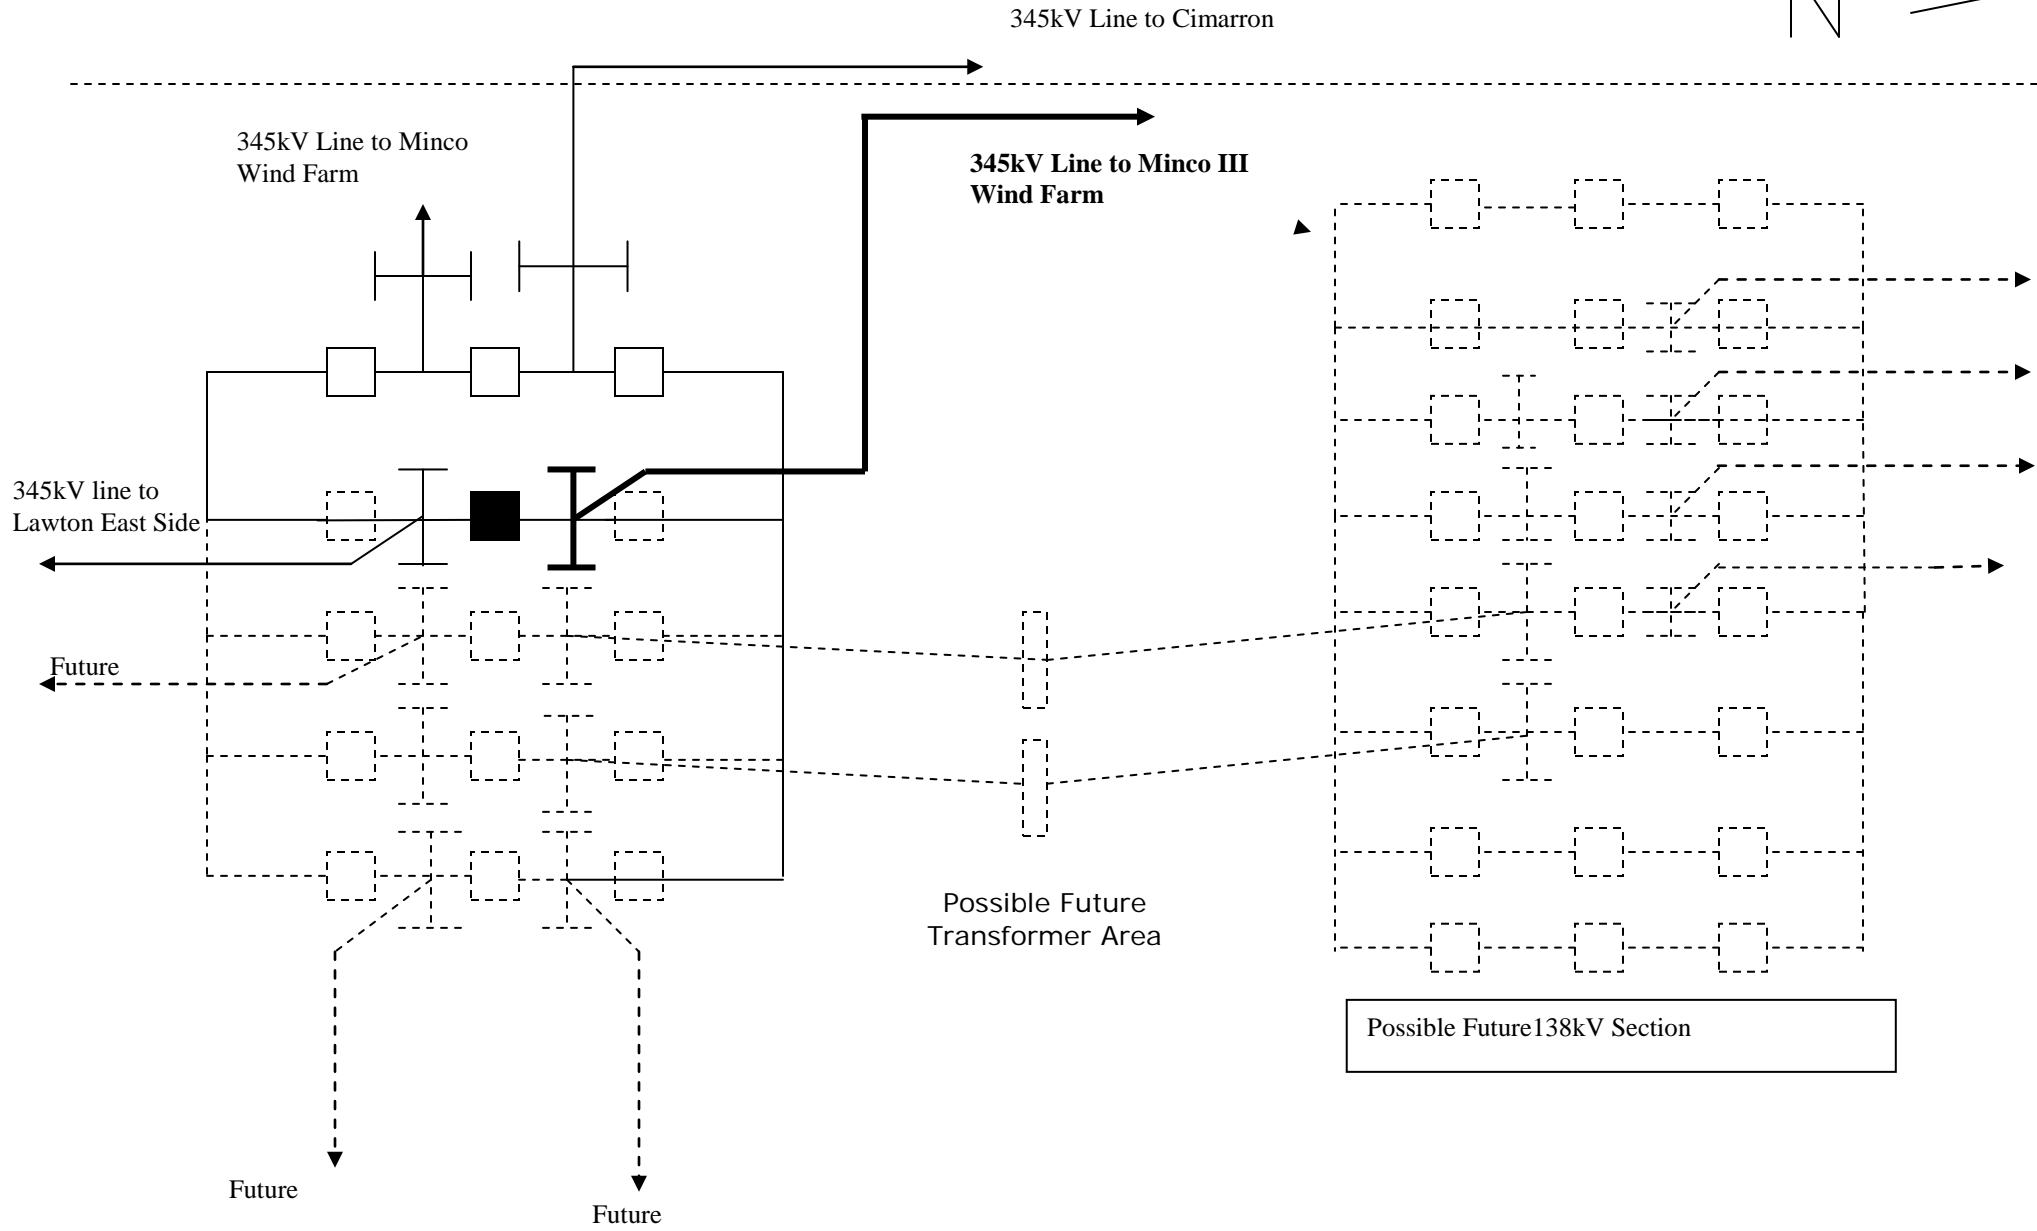 345kV Line to Cimarron
345kV Line to Minco
Wind Farm
345kV Line to Minco III
Wind Farm
345kV line to
Lawton East Side
Future
Possible Future
Transformer Area
Possible Future138kV Section
Future
Future